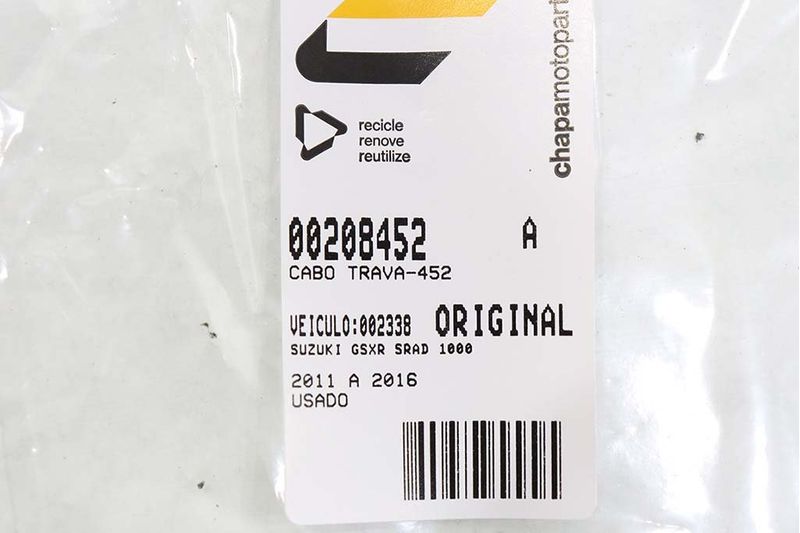 chapamotopart
recicle
renove
reutilize
00208452 A
CABO TRAVA-452
VEICULO:002338 ORIGINAL
SUZUKI GSXR SRAD 1000
2011 A 2016
USADO